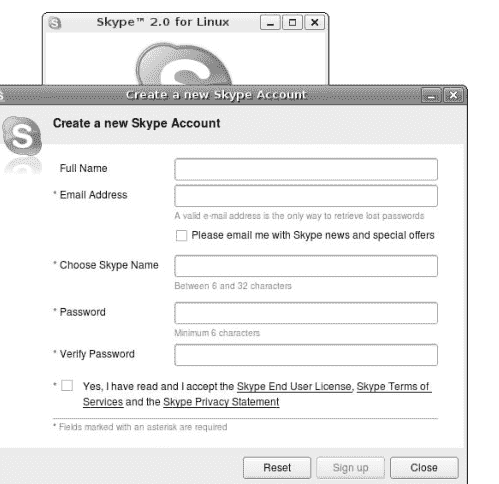 Skype™ 2.0 for Linux
Create a new Skype Account
Create a new Skype Account
Full Name
* Email Address
A valid e-mail address is the only way to retrieve lost passwords
Please email me with Skype news and special offers
* Choose Skype Name
Between 6 and 32 characters
* Password
Minimum 6 characters
* Verify Password
* Yes, I have read and I accept the Skype End User License, Skype Terms of
Services and the Skype Privacy Statement
* Fields marked with an asterisk are required
Reset Sign up Close